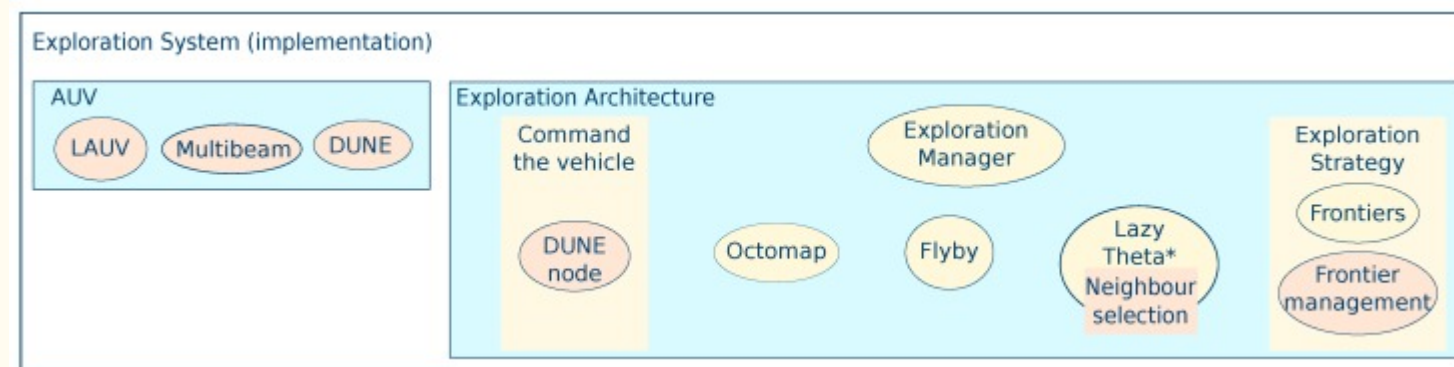 Exploration System (implementation)
AUV
LAUV
Multibeam
DUNE
Exploration Architecture
Command
the vehicle
DUNE
node
Octomap
Exploration
Manager
Flyby
Lazy
Theta*
Neighbour
selection
Exploration
Strategy
Frontiers
Frontier
management